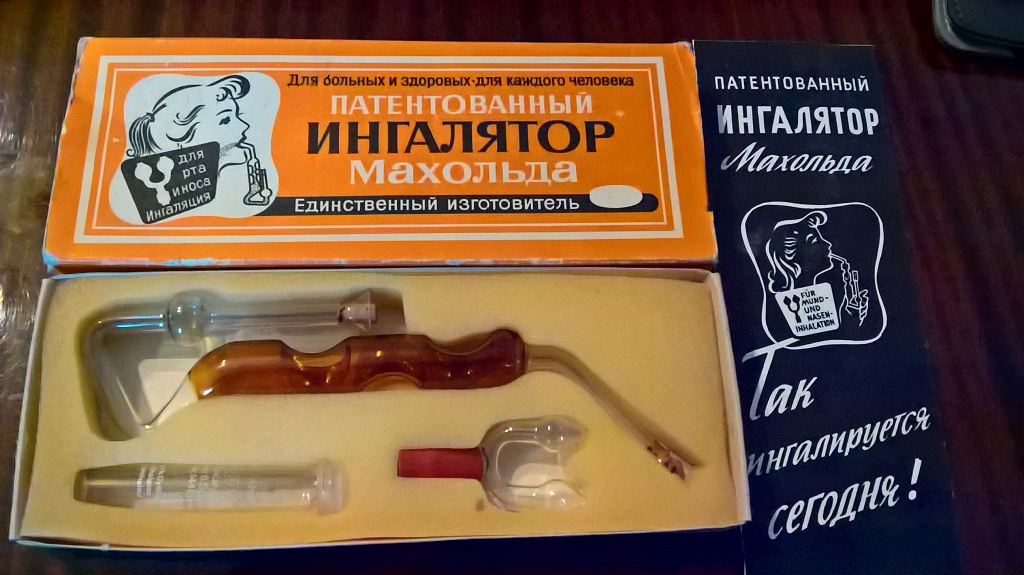 Для больных и здоровых·для каждого человека
ПАТЕНТОВАННЫЙ
ИНГАЛЯТОР
Махольда
Единственный изготовитель
для
рта
и носа
Ингаляция
ПАТЕНТОВАННЫЙ
ИНГАЛЯТОР
Махольда
FÜR
MUND-
UND
NASEN-
INHALATION
Так
ингалируется
сегодня!